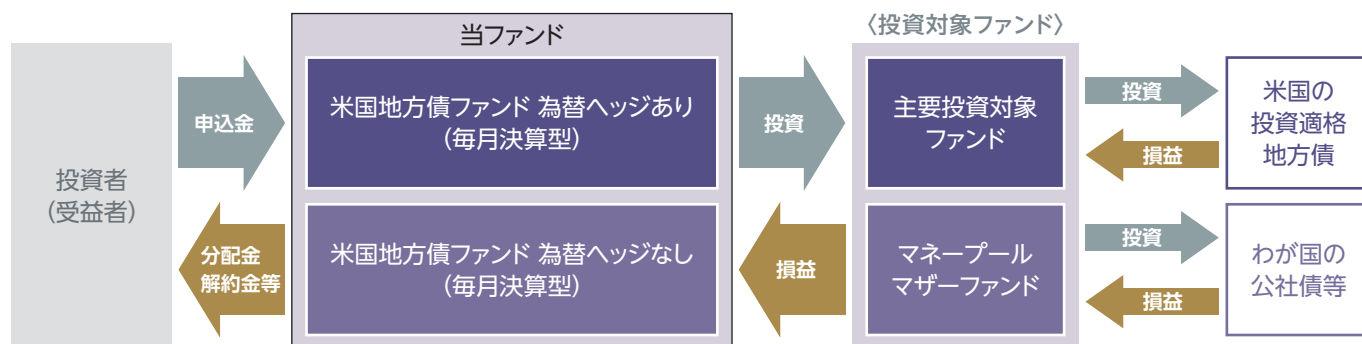 投資者
(受益者)
申込金
分配金
解約金等
当ファンド
米国地方債ファンド 為替ヘッジあり
(毎月決算型)
米国地方債ファンド 為替ヘッジなし
(毎月決算型)
投資
損益
〈投資対象ファンド〉
主要投資対象
ファンド
マネープール
マザーファンド
投資
損益
投資
損益
米国の
投資適格
地方債
わが国の
公社債等